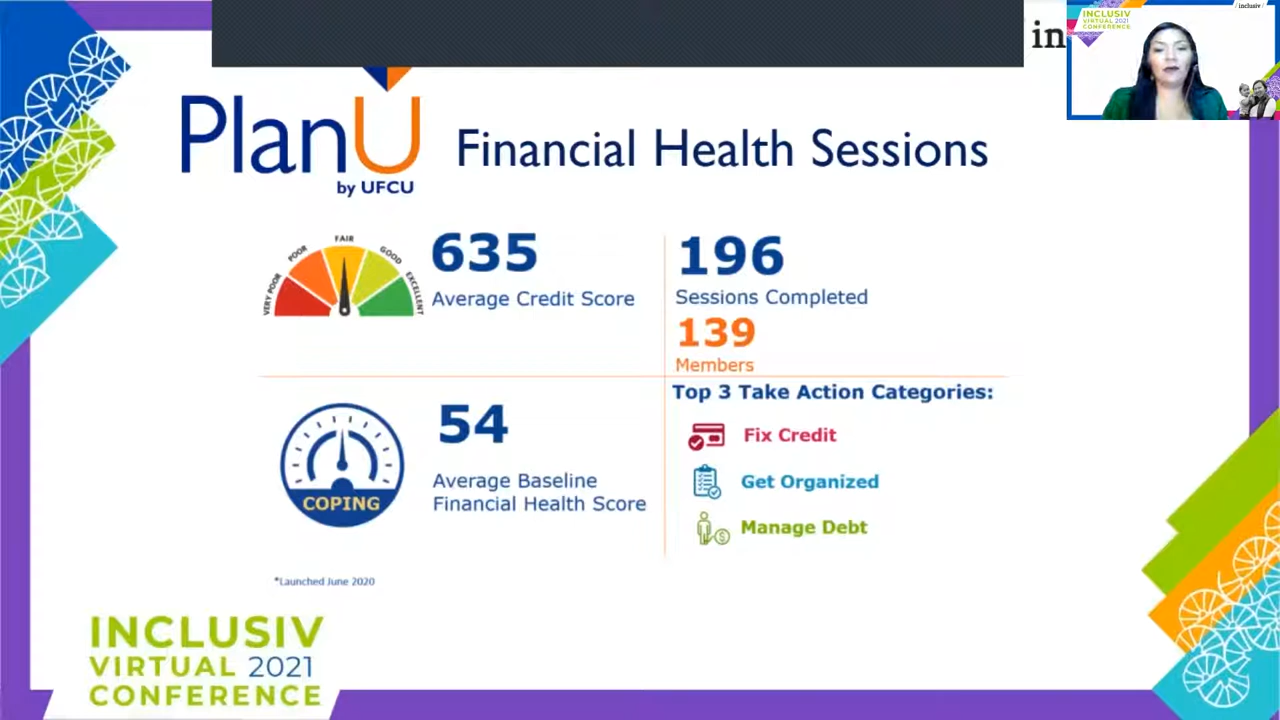 in
/ inclusiv /
INCLUSIV
VIRTUAL 2021
CONFERENCE
PlanU
by UFCU
Financial Health Sessions
VERY POOR
POOR
FAIR
GOOD
EXCELLENT
635
Average Credit Score
196
Sessions Completed
139
Members
COPING
54
Average Baseline
Financial Health Score
Top 3 Take Action Categories:
Fix Credit
Get Organized
Manage Debt
*Launched June 2020
INCLUSIV
VIRTUAL 2021
CONFERENCE